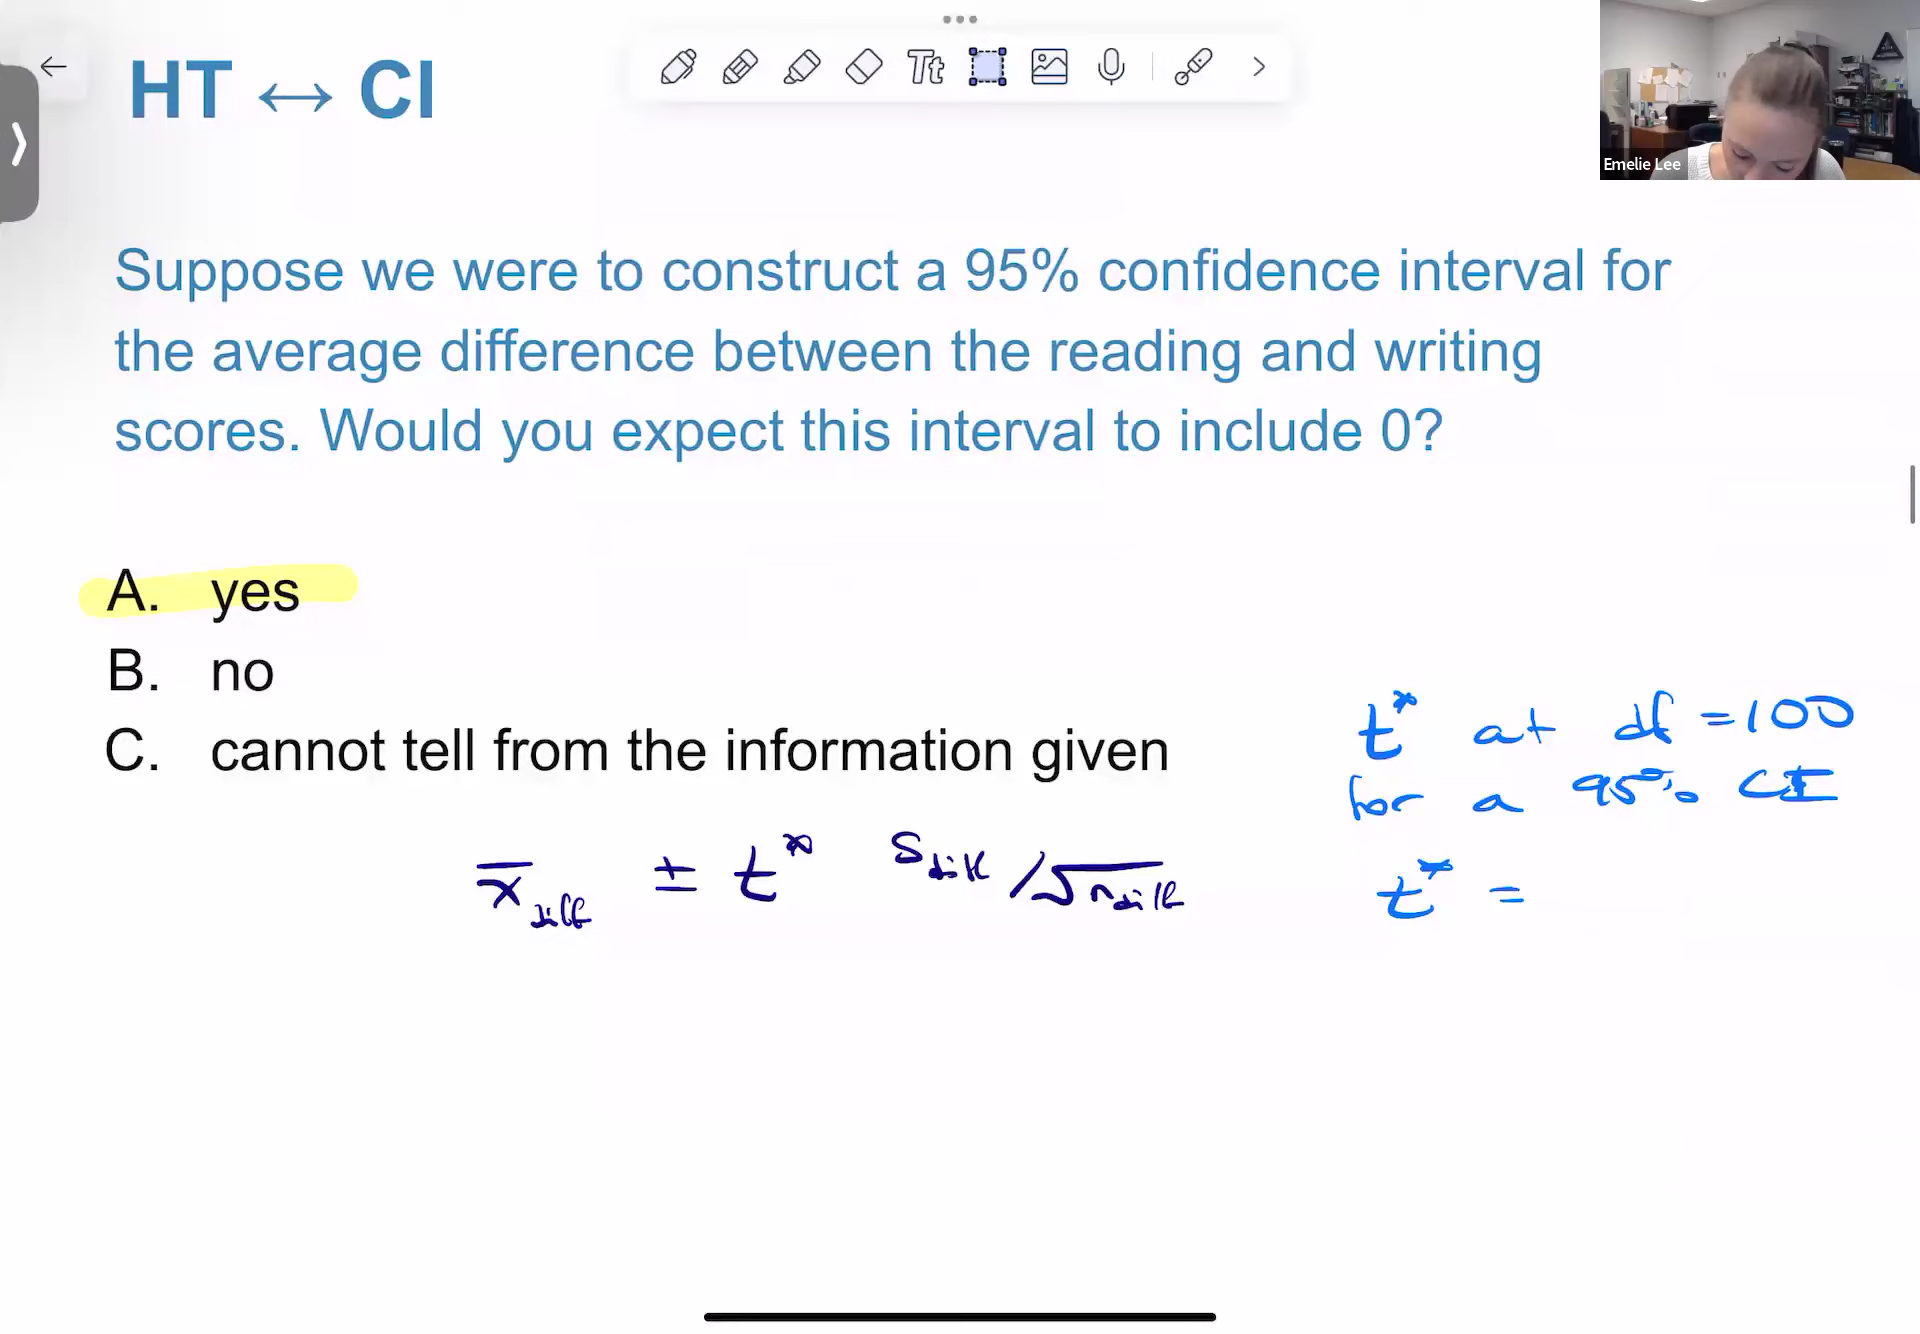 HT ↔ CI
Tt
Emelie Lee
Suppose we were to construct a 95% confidence interval for
the average difference between the reading and writing
scores. Would you expect this interval to include 0?
A. yes
B. no
C. cannot tell from the information given
t* at df = 100
for a 95% CI
x̄diff ± t* Sdiff /√ndiff
t* =